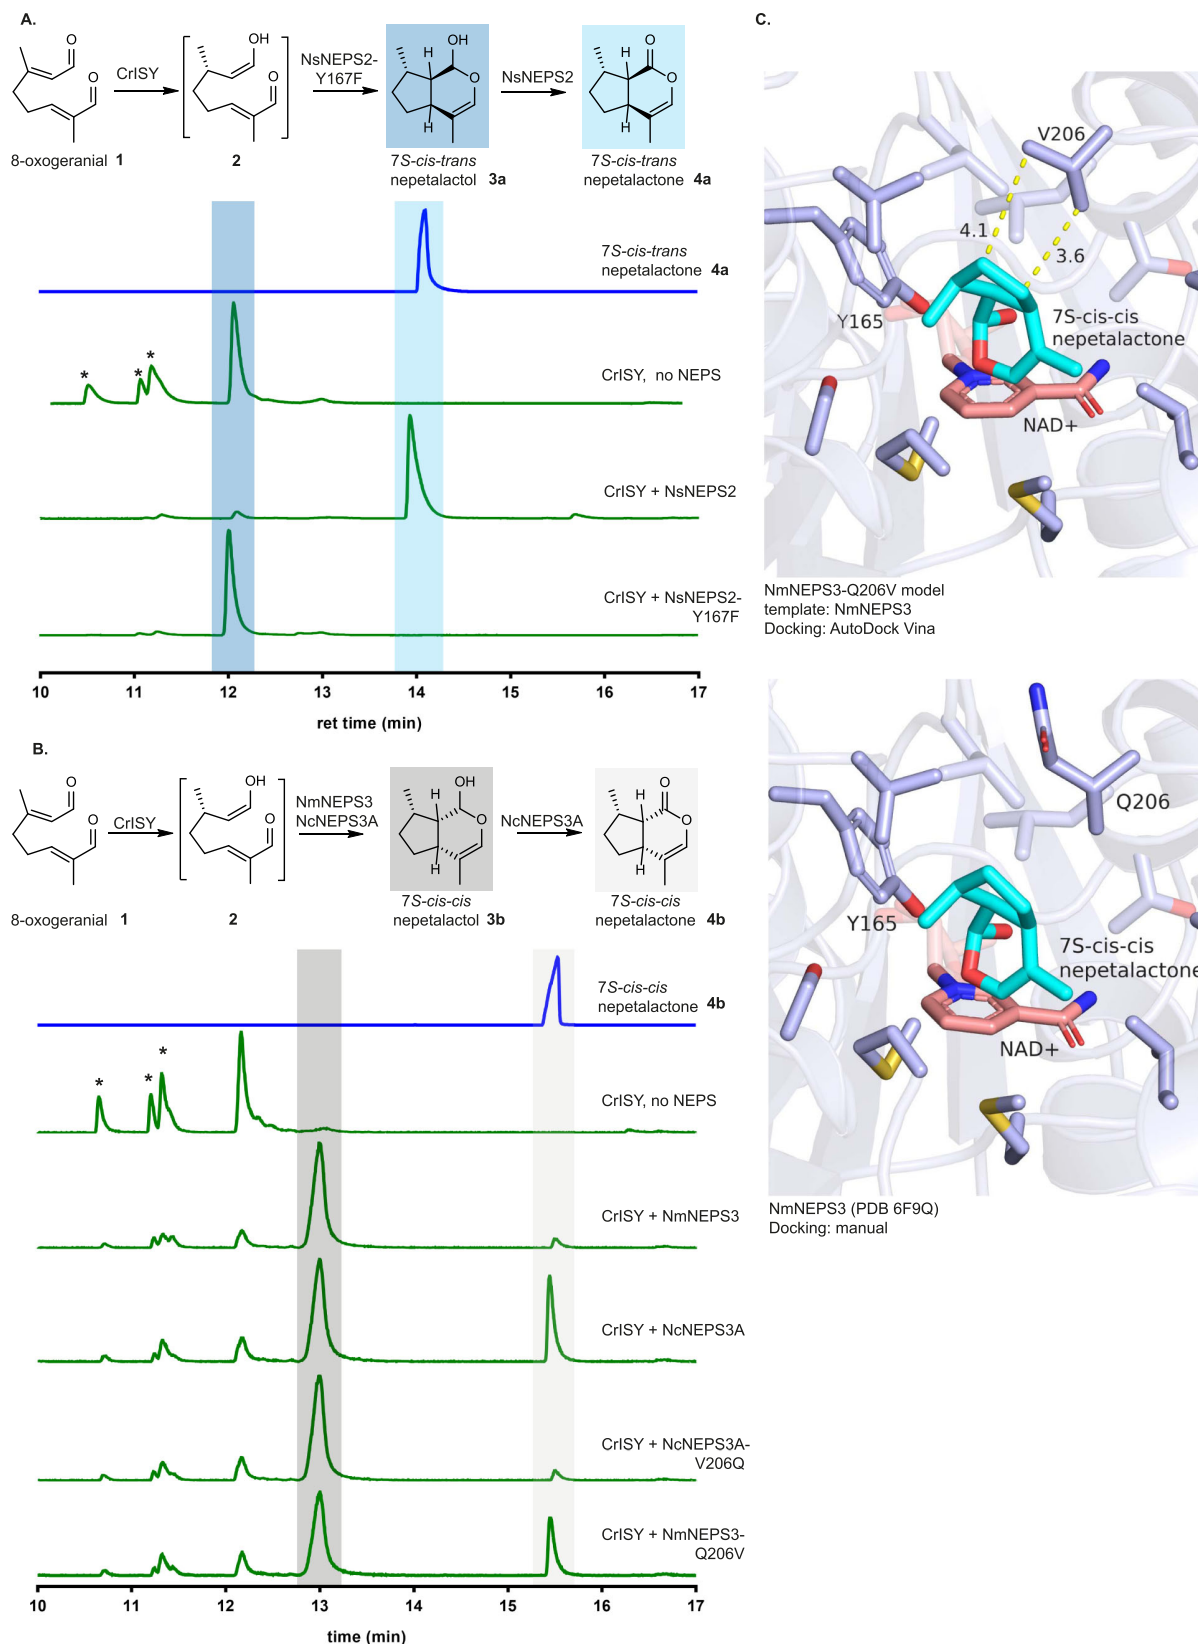 A.
CrISY
NsNEPS2-
Y167F
NsNEPS2
O
O
OH
O
H
OH
O
H
H
O
O
H
8-oxogeranial 1
2
7S-cis-trans
nepetalactol 3a
7S-cis-trans
nepetalactone 4a
7S-cis-trans
nepetalactone 4a
* * *
CrISY, no NEPS
CrISY + NsNEPS2
CrISY + NsNEPS2-
Y167F
10 11 12 13 14 15 16 17
ret time (min)
B.
CrISY
NmNEPS3
NcNEPS3A
NcNEPS3A
O
O
OH
O
H
OH
O
H
H
O
O
H
8-oxogeranial 1
2
7S-cis-cis
nepetalactol 3b
7S-cis-cis
nepetalactone 4b
7S-cis-cis
nepetalactone 4b
* * *
CrISY, no NEPS
CrISY + NmNEPS3
CrISY + NcNEPS3A
CrISY + NcNEPS3A-
V206Q
CrISY + NmNEPS3-
Q206V
10 11 12 13 14 15 16 17
time (min)
C.
V206
4.1
3.6
Y165
7S-cis-cis
nepetalactone
NAD+
NmNEPS3-Q206V model
template: NmNEPS3
Docking: AutoDock Vina
Q206
Y165
7S-cis-cis
nepetalactone
NAD+
NmNEPS3 (PDB 6F9Q)
Docking: manual